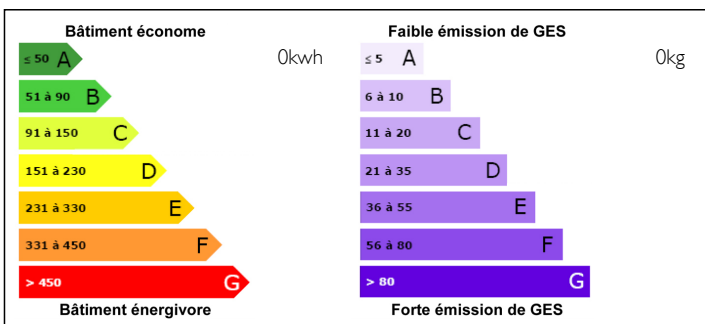 Bâtiment économe
≤ 50 A
0kwh
51 à 90 B
91 à 150 C
151 à 230 D
231 à 330 E
331 à 450 F
> 450 G
Bâtiment énergivore
Faible émission de GES
≤ 5 A
0kg
6 à 10 B
11 à 20 C
21 à 35 D
36 à 55 E
56 à 80 F
> 80 G
Forte émission de GES